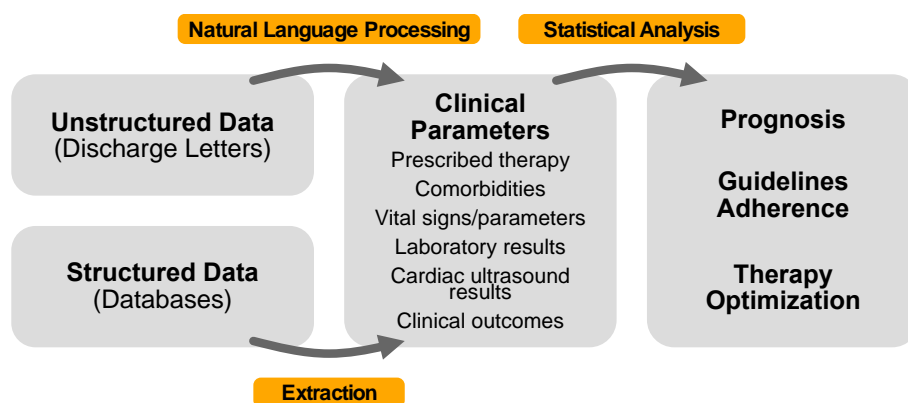 Natural Language Processing
Statistical Analysis
Unstructured Data
(Discharge Letters)
Structured Data
(Databases)
Extraction
Clinical
Parameters
Prescribed therapy
Comorbidities
Vital signs/parameters
Laboratory results
Cardiac ultrasound
results
Clinical outcomes
Prognosis
Guidelines
Adherence
Therapy
Optimization